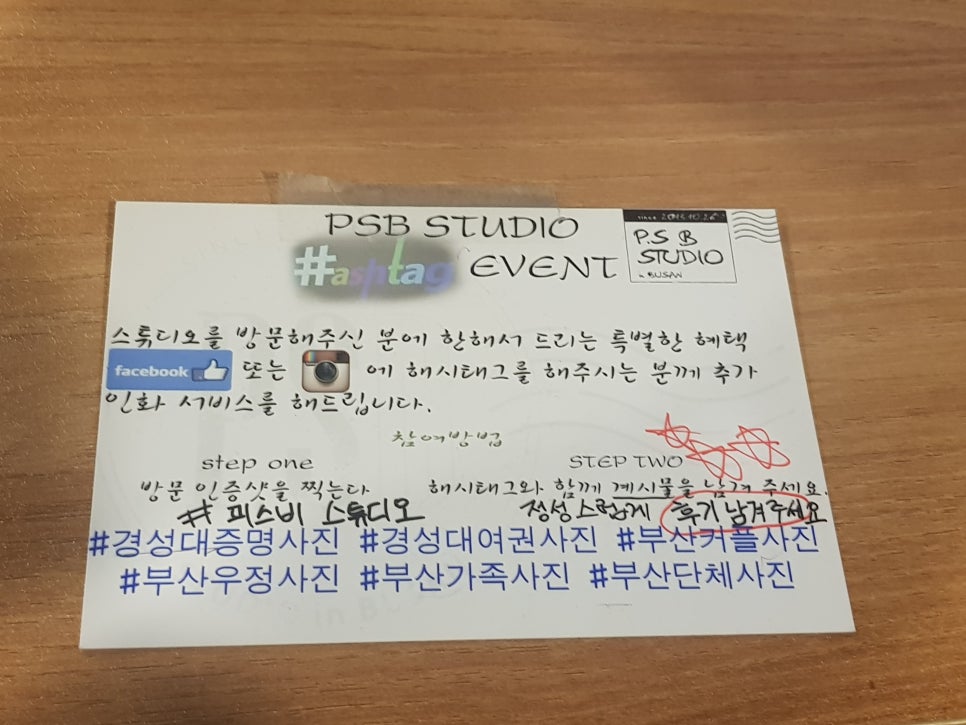 PSB STUDIO
#ashtag EVENT
since 2015.10.26
P.S B
STUDIO
in BUSAN
스튜디오를 방문해주신 분에 한해서 드리는 특별한 혜택
facebook 또는 에 해시태그를 해주시는 분께 추가
인화 서비스를 해드립니다.
참여방법
step one
STEP TWO
방문 인증샷을 찍는다
해시태그와 함께 게시물을 남겨 주세요.
# 피스비 스튜디오
정성스럽게 후기 남겨주세요
#경성대증명사진 #경성대여권사진 #부산커플사진
#부산우정사진 #부산가족사진 #부산단체사진